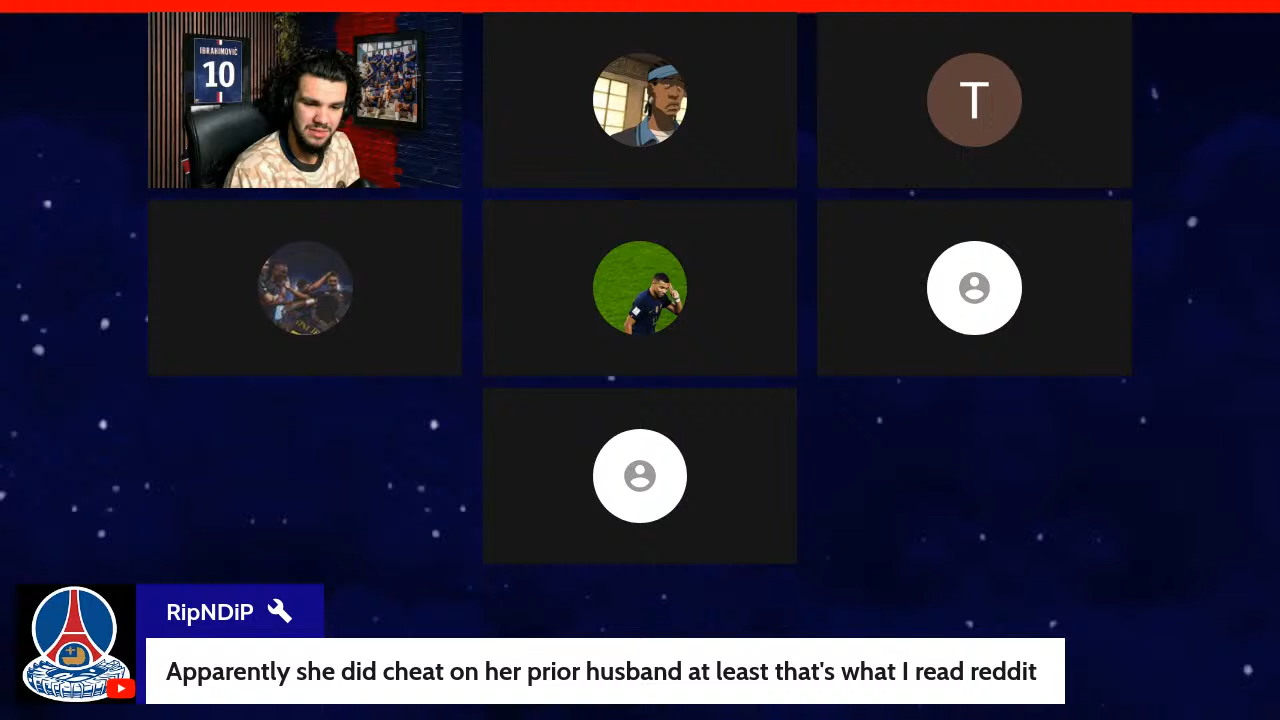 IBRAHIMOVIĆ
10
T
RipNDiP
Apparently she did cheat on her prior husband at least that's what I read reddit